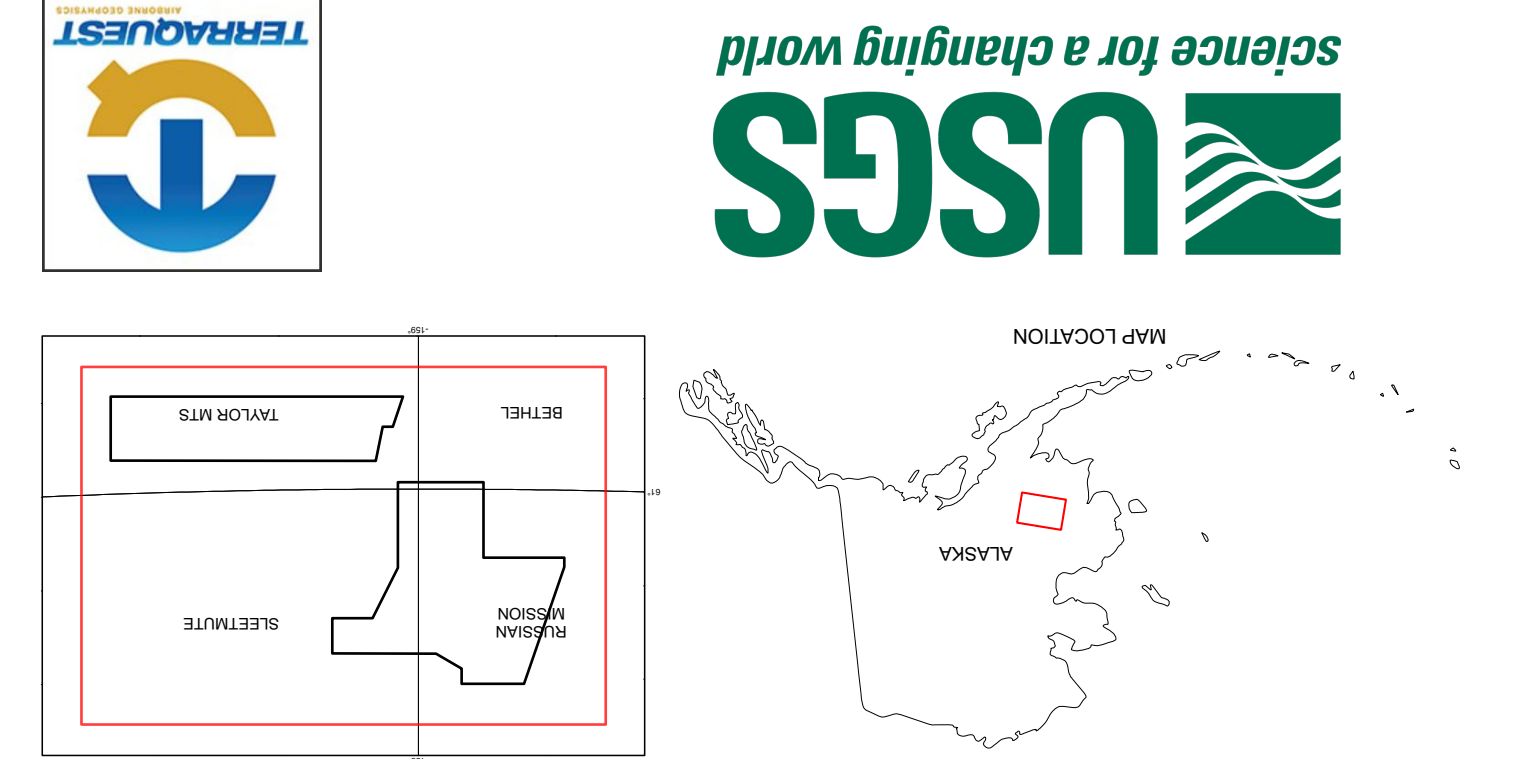 ALASKA
MAP LOCATION
RUSSIAN
MISSION
SLEETMUTE
61°
BETHEL
TAYLOR MTS
-159°
USGS
science for a changing world
TERRAQUEST
AIRBORNE GEOPHYSICS